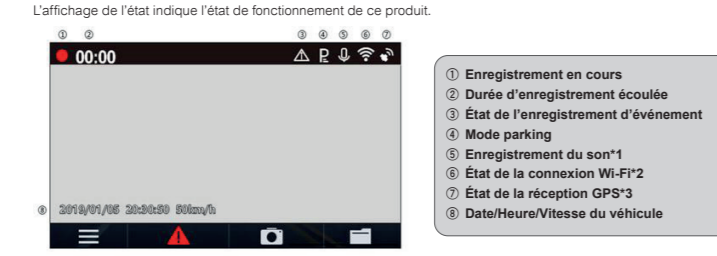 L'affichage de l'état indique l'état de fonctionnement de ce produit.
① ② ③ ④ ⑤ ⑥ ⑦
00:00
⑧ 2019/01/05 20:30:50 50km/h
① Enregistrement en cours
② Durée d'enregistrement écoulée
③ État de l'enregistrement d'événement
④ Mode parking
⑤ Enregistrement du son*1
⑥ État de la connexion Wi-Fi*2
⑦ État de la réception GPS*3
⑧ Date/Heure/Vitesse du véhicule